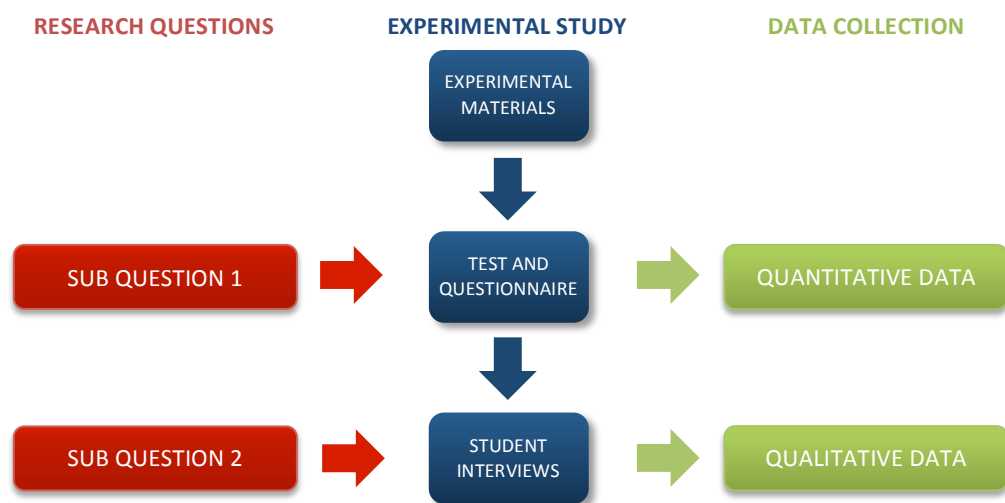 RESEARCH QUESTIONS
EXPERIMENTAL STUDY
DATA COLLECTION
EXPERIMENTAL
MATERIALS
SUB QUESTION 1
TEST AND
QUESTIONNAIRE
QUANTITATIVE DATA
SUB QUESTION 2
STUDENT
INTERVIEWS
QUALITATIVE DATA